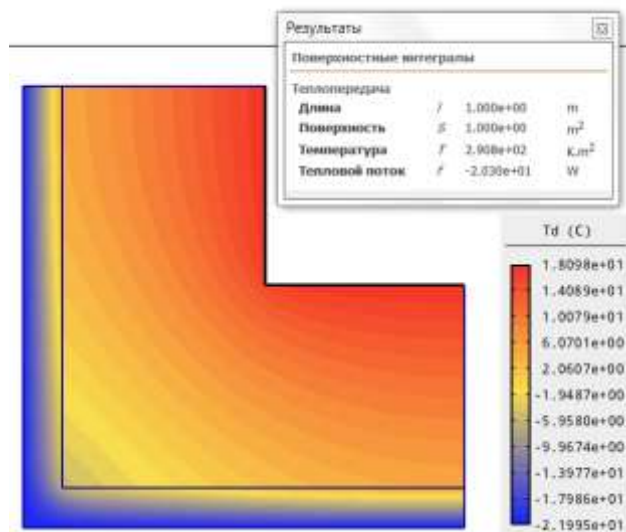 Результаты
Поверхностные интегралы
Теплопередача
Длина l 1.000e+00 m
Поверхность S 1.000e+00 m²
Температура T 2.908e+02 K.m²
Тепловой поток f -2.030e+01 W
Td (C)
1.8098e+01
1.4089e+01
1.0079e+01
6.0701e+00
2.0607e+00
-1.9487e+00
-5.9580e+00
-9.9674e+00
-1.3977e+01
-1.7986e+01
-2.1995e+01